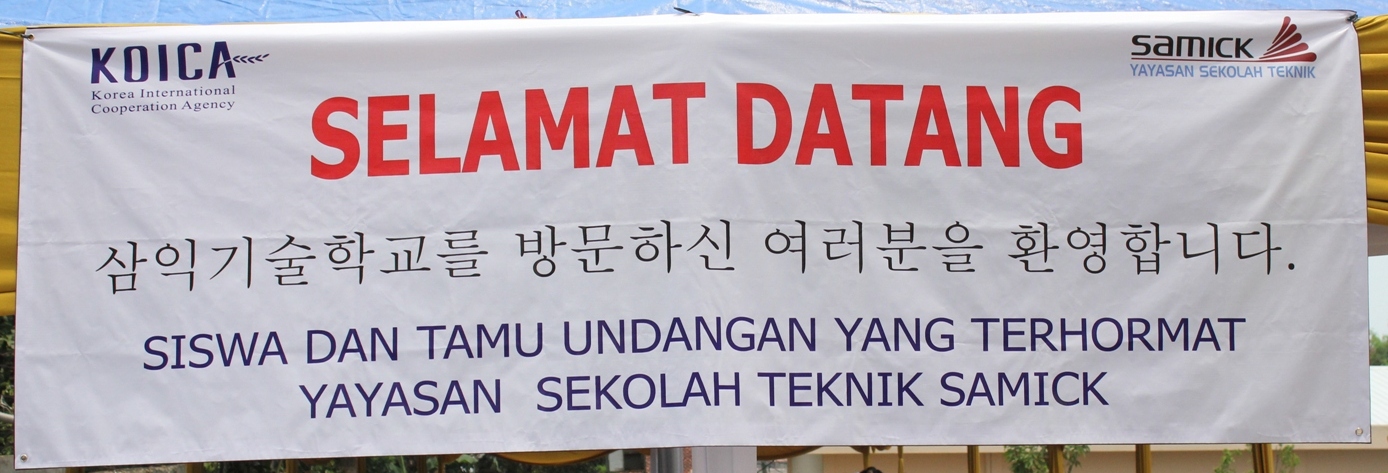 KOICA
Korea International
Cooperation Agency
samick
YAYASAN SEKOLAH TEKNIK
SELAMAT DATANG
삼익기술학교를 방문하신 여러분을 환영합니다.
SISWA DAN TAMU UNDANGAN YANG TERHORMAT
YAYASAN SEKOLAH TEKNIK SAMICK